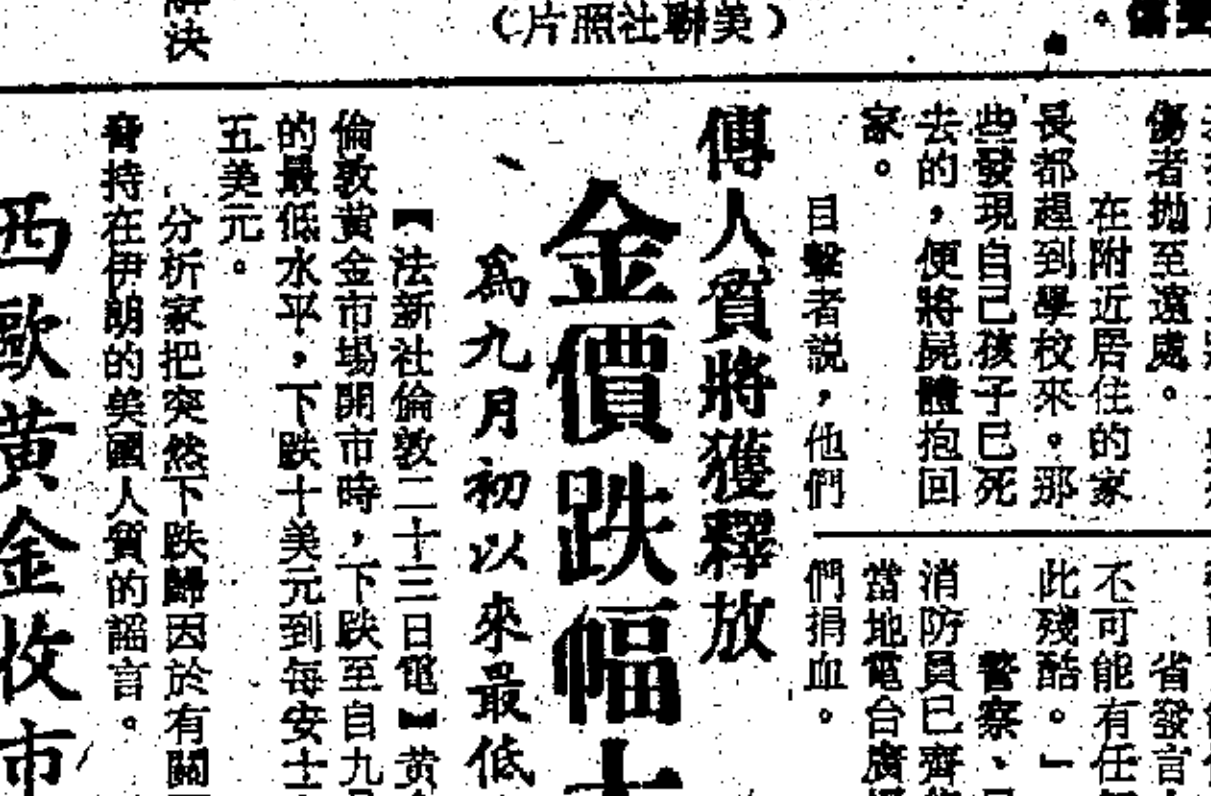 解決
（美聯社照片）
。
傷者拋至遠處。
在附近居住的家
長都趕到學校來。那
些發現自己孩子已死
去的，便將屍體抱回
家。
目擊者說，他們
省發言
不可能有任
此殘酷。」
警察、
消防員已齊
當地電台廣
們捐血。
傳人質將獲釋放
金價跌幅
為九月初以來最低
【法新社倫敦二十三日電】黄
倫敦黃金市場開市時，下跌至自九
的最低水平，下跌十美元到每安士
五美元。
分析家把突然下跌歸因於有關
脅持在伊朗的美國人質的謠言。
西歐黃金收市